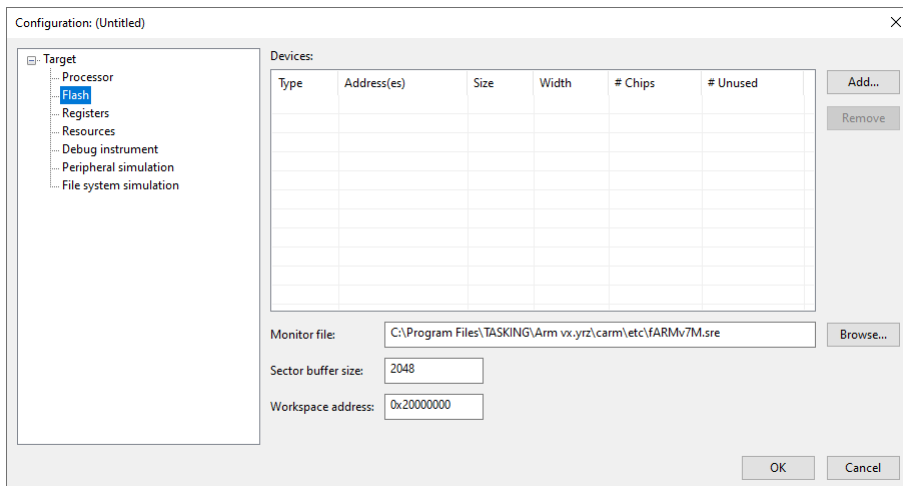 Configuration: (Untitled)
Target
Processor
Flash
Registers
Resources
Debug instrument
Peripheral simulation
File system simulation
Devices:
Type Address(es) Size Width # Chips # Unused
Add...
Remove
Monitor file: C:\Program Files\TASKING\Arm vx.yrz\carm\etc\fARMv7M.sre Browse...
Sector buffer size: 2048
Workspace address: 0x20000000
OK Cancel